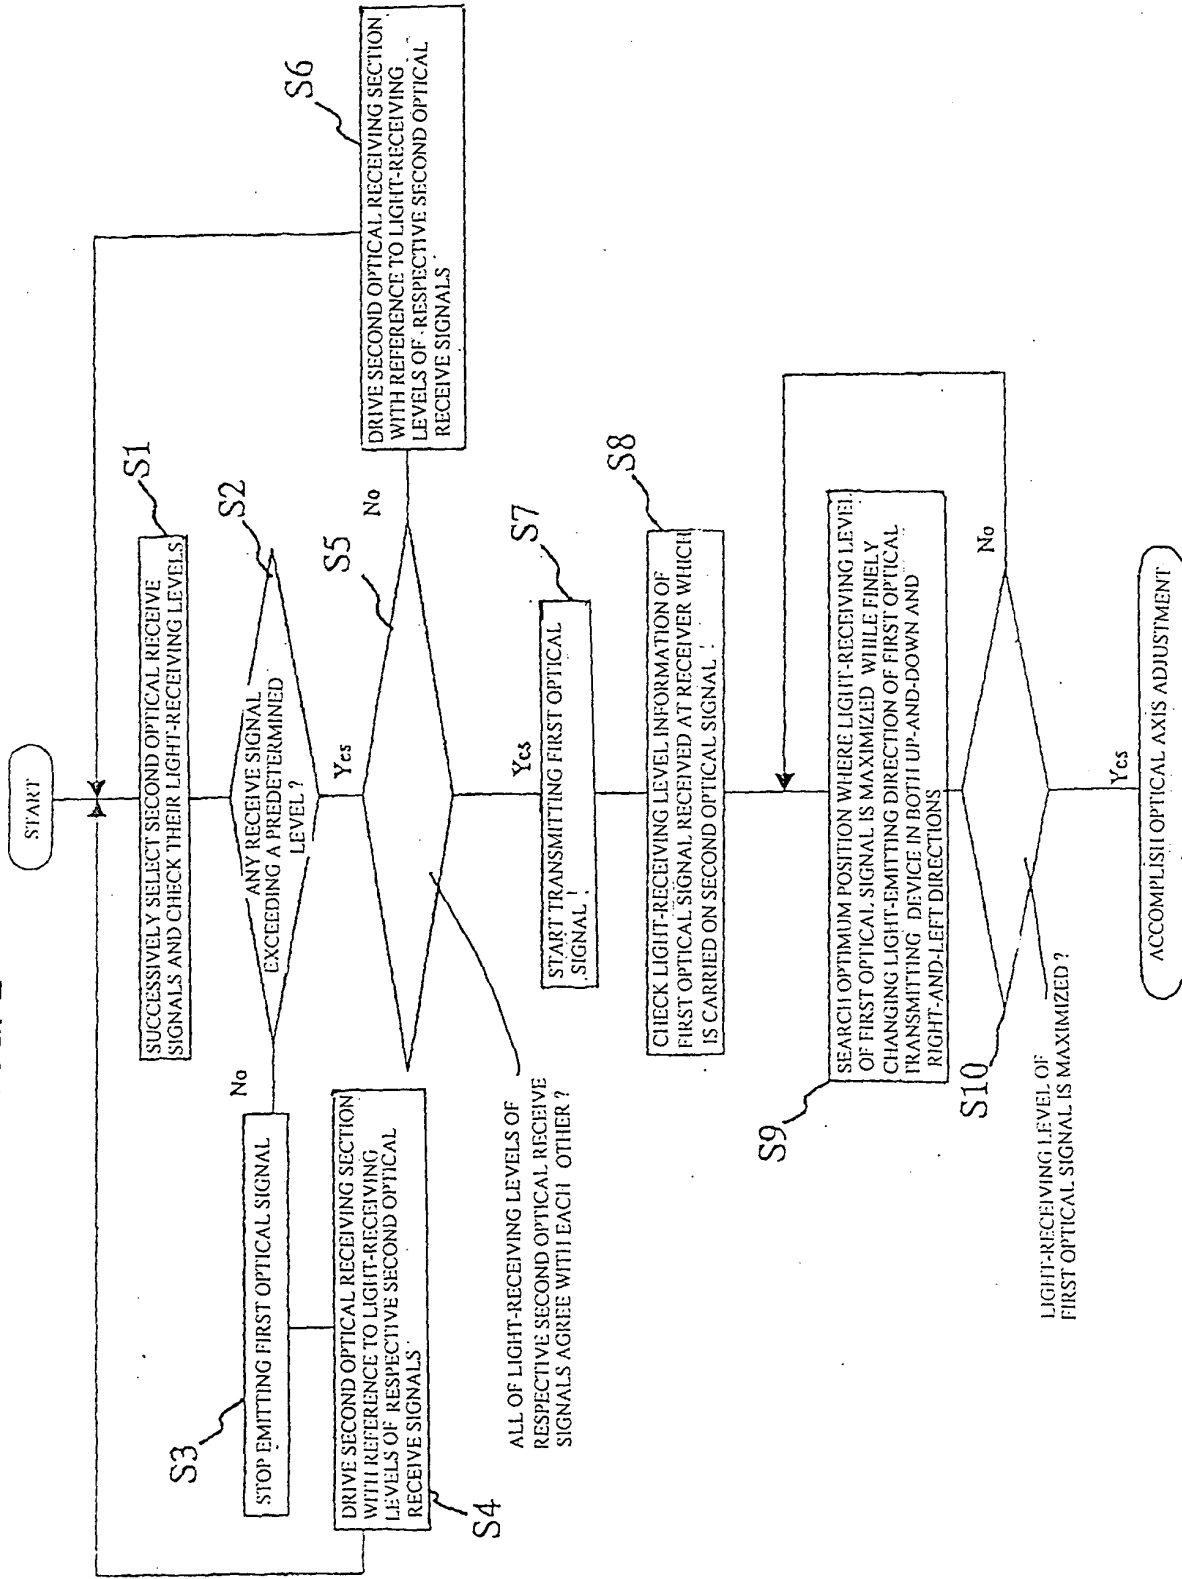 START
SUCCESSIVELY SELECT SECOND OPTICAL RECEIVE
SIGNALS AND CHECK THEIR LIGHT-RECEIVING LEVELS
S1
ANY RECEIVE SIGNAL
EXCEEDING A PREDETERMINED
LEVEL ?
S2
No
Yes
STOP EMITTING FIRST OPTICAL SIGNAL
S3
DRIVE SECOND OPTICAL RECEIVING SECTION
WITH REFERENCE TO LIGHT-RECEIVING
LEVELS OF RESPECTIVE SECOND OPTICAL
RECEIVE SIGNALS
S4
S5
ALL OF LIGHT-RECEIVING LEVELS OF
RESPECTIVE SECOND OPTICAL RECEIVE
SIGNALS AGREE WITH EACH OTHER ?
No
Yes
DRIVE SECOND OPTICAL RECEIVING SECTION
WITH REFERENCE TO LIGHT-RECEIVING
LEVELS OF RESPECTIVE SECOND OPTICAL
RECEIVE SIGNALS
S6
START TRANSMITTING FIRST OPTICAL
SIGNAL !
S7
CHECK LIGHT-RECEIVING LEVEL INFORMATION OF
FIRST OPTICAL SIGNAL RECEIVED AT RECEIVER WHICH
IS CARRIED ON SECOND OPTICAL SIGNAL !
S8
SEARCH OPTIMUM POSITION WHERE LIGHT-RECEIVING LEVEL
OF FIRST OPTICAL SIGNAL IS MAXIMIZED WHILE FINELY
CHANGING LIGHT-EMITTING DIRECTION OF FIRST OPTICAL
TRANSMITTING DEVICE IN BOTH UP-AND-DOWN AND
RIGHT-AND-LEFT DIRECTIONS
S9
S10
LIGHT-RECEIVING LEVEL OF
FIRST OPTICAL SIGNAL IS MAXIMIZED ?
No
Yes
ACCOMPLISH OPTICAL AXIS ADJUSTMENT